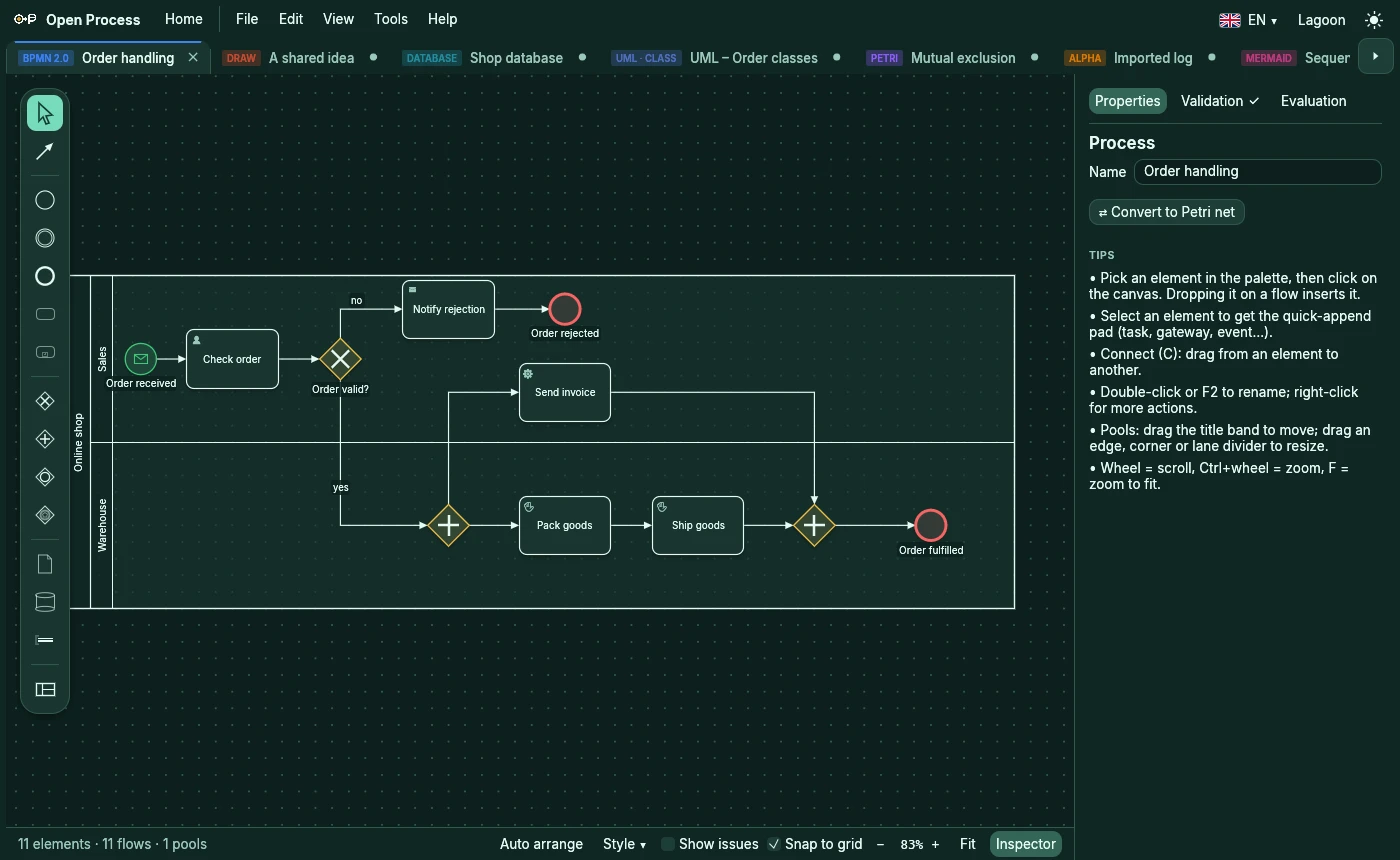 Open Process Home File Edit View Tools Help EN ▾ Lagoon
BPMN 2.0 Order handling ✕ DRAW A shared idea ● DATABASE Shop database ● UML · CLASS UML – Order classes ● PETRI Mutual exclusion ● ALPHA Imported log ● MERMAID Sequer
Properties Validation ✓ Evaluation
Process
Name Order handling
⇄ Convert to Petri net
TIPS
• Pick an element in the palette, then click on
the canvas. Dropping it on a flow inserts it.
• Select an element to get the quick-append
pad (task, gateway, event...).
• Connect (C): drag from an element to
another.
• Double-click or F2 to rename; right-click
for more actions.
• Pools: drag the title band to move; drag an
edge, corner or lane divider to resize.
• Wheel = scroll, Ctrl+wheel = zoom, F =
zoom to fit.
Online shop
Sales
Order received
Check order
Order valid?
no
Notify rejection
Order rejected
Send invoice
Warehouse
yes
Pack goods
Ship goods
Order fulfilled
11 elements · 11 flows · 1 pools
Auto arrange Style ▾ Show issues ✓ Snap to grid − 83% + Fit Inspector